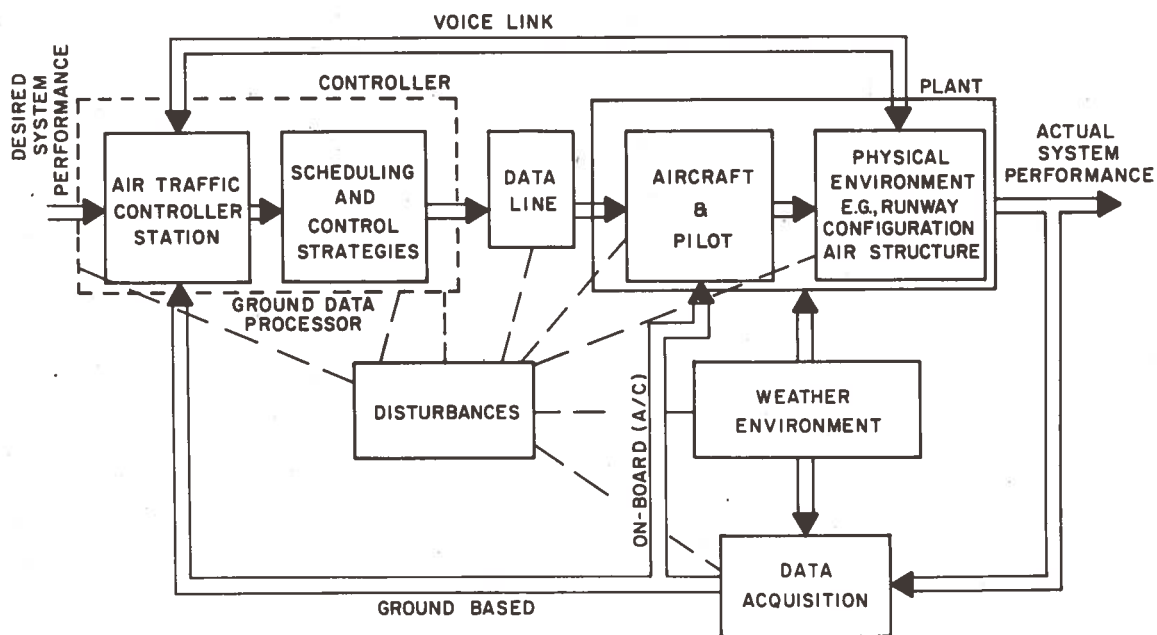 VOICE LINK
DESIRED
SYSTEM
PERFORMANCE
CONTROLLER
PLANT
AIR TRAFFIC
CONTROLLER
STATION
SCHEDULING
AND
CONTROL
STRATEGIES
DATA
LINE
AIRCRAFT
&
PILOT
PHYSICAL
ENVIRONMENT
E.G., RUNWAY
CONFIGURATION
AIR STRUCTURE
ACTUAL
SYSTEM
PERFORMANCE
GROUND DATA
PROCESSOR
DISTURBANCES
ON-BOARD (A/C)
WEATHER
ENVIRONMENT
GROUND BASED
DATA
ACQUISITION